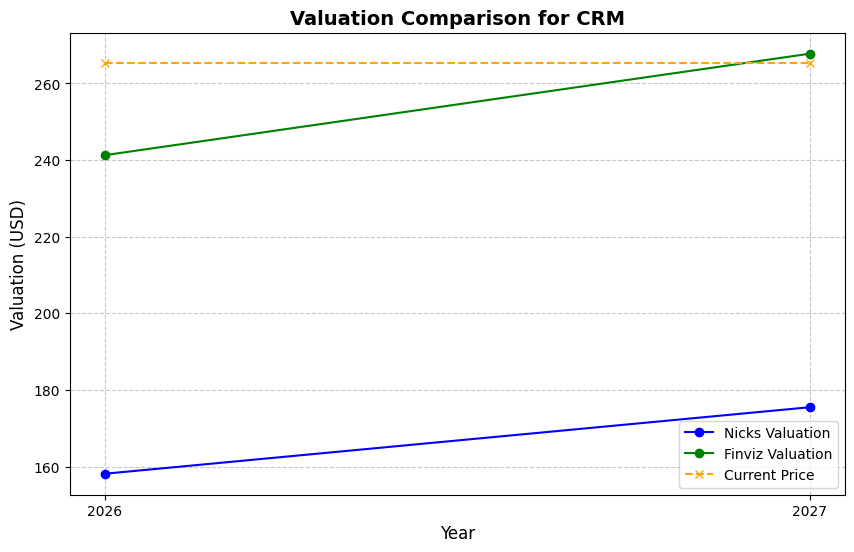 Valuation Comparison for CRM
Valuation (USD)
260
240
220
200
180
160
2026
2027
Year
Nicks Valuation
Finviz Valuation
Current Price